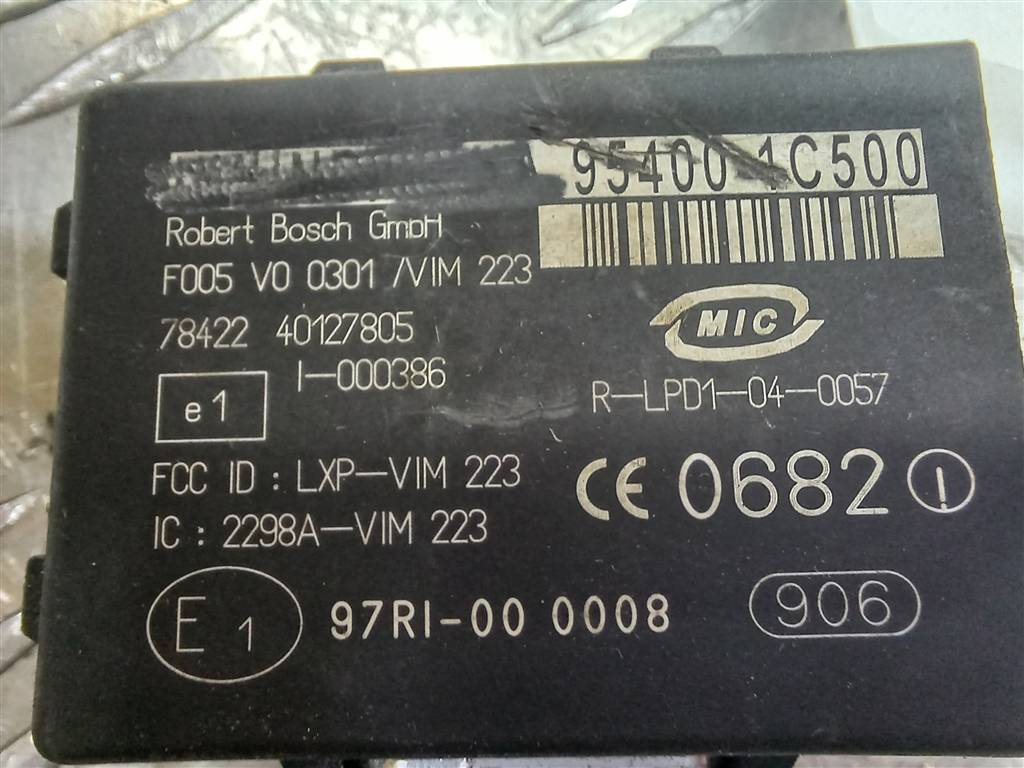 95400 1C500
Robert Bosch GmbH
F005 V0 0301 /VIM 223
78422 40127805
I-000386
MIC
e1
R-LPD1-04-0057
FCC ID : LXP-VIM 223
CE 0682 !
IC : 2298A-VIM 223
E1
97RI-00 0008
906